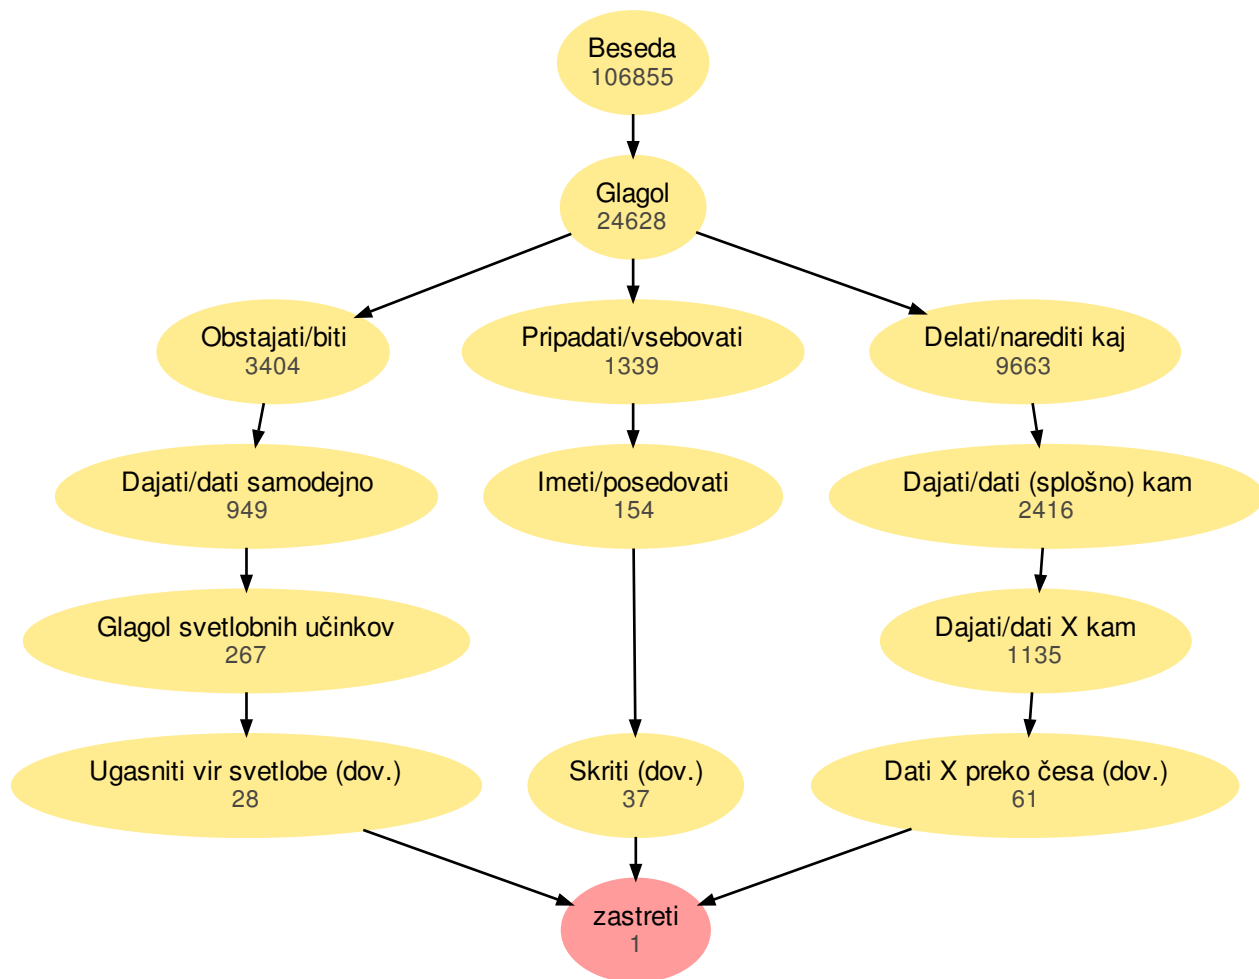 Beseda
106855
Glagol
24628
Obstajati/biti
3404
Pripadati/vsebovati
1339
Delati/narediti kaj
9663
Dajati/dati samodejno
949
Imeti/posedovati
154
Dajati/dati (splošno) kam
2416
Glagol svetlobnih učinkov
267
Dajati/dati X kam
1135
Ugasniti vir svetlobe (dov.)
28
Skriti (dov.)
37
Dati X preko česa (dov.)
61
zastreti
1